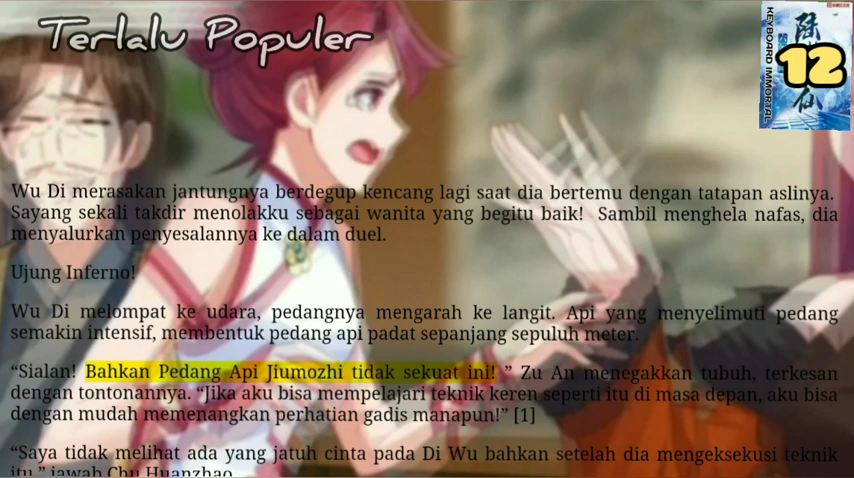 Terlalu Populer
KEYBOARD IMMORTAL
12
Wu Di merasakan jantungnya berdegup kencang lagi saat dia bertemu dengan tatapan aslinya.
Sayang sekali takdir menolakku sebagai wanita yang begitu baik! Sambil menghela nafas, dia
menyalurkan penyesalannya ke dalam duel.
Ujung Inferno!
Wu Di melompat ke udara, pedangnya mengarah ke langit. Api yang menyelimuti pedang
semakin intensif, membentuk pedang api padat sepanjang sepuluh meter.
“Sialan! Bahkan Pedang Api Jiumozhi tidak sekuat ini! ” Zu An menegakkan tubuh, terkesan
dengan tontonannya. “Jika aku bisa mempelajari teknik keren seperti itu di masa depan, aku bisa
dengan mudah memenangkan perhatian gadis manapun!” [1]
“Saya tidak melihat ada yang jatuh cinta pada Di Wu bahkan setelah dia mengeksekusi teknik
itu,” jawab Chu Huanzhao